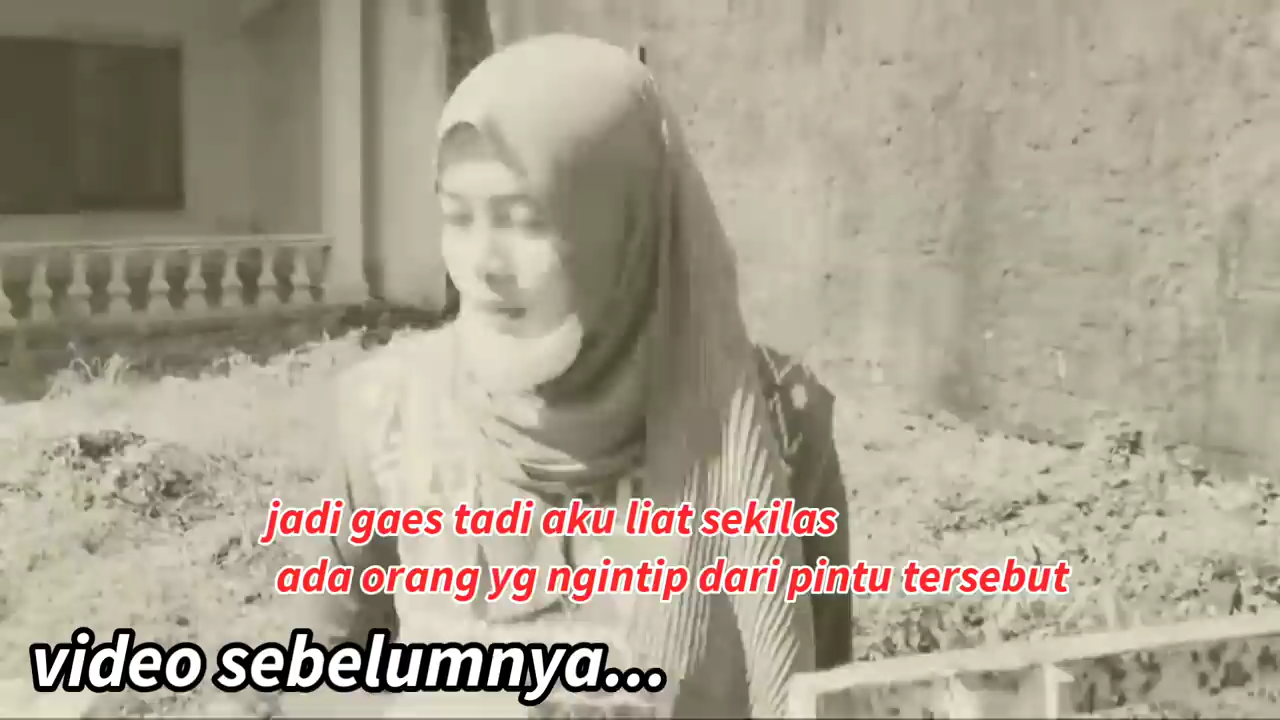 jadi gaes tadi aku liat sekilas
ada orang yg ngintip dari pintu tersebut
video sebelumnya...